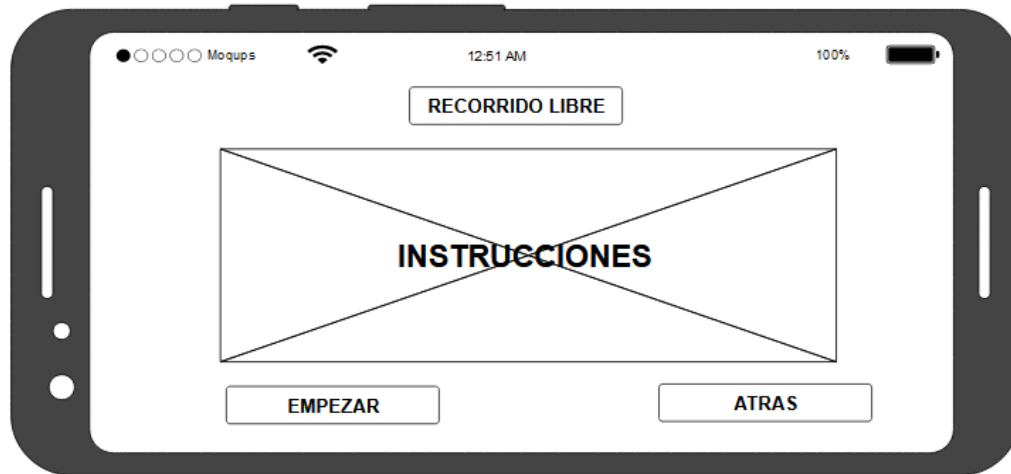 Moqups 12:51 AM 100%
RECORRIDO LIBRE
INSTRUCCIONES
EMPEZAR ATRAS